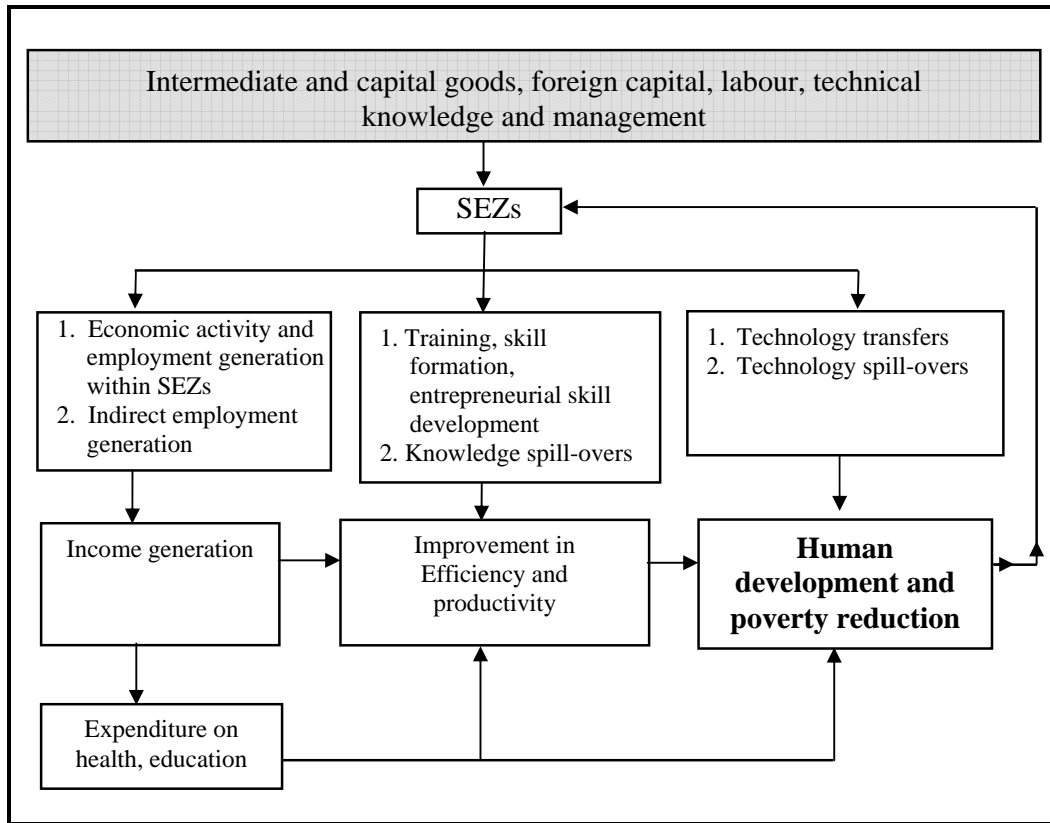 Intermediate and capital goods, foreign capital, labour, technical
knowledge and management
SEZs
1. Economic activity and
employment generation
within SEZs
2. Indirect employment
generation
1. Training, skill
formation,
entrepreneurial skill
development
2. Knowledge spill-overs
1. Technology transfers
2. Technology spill-overs
Income generation
Improvement in
Efficiency and
productivity
Human
development and
poverty reduction
Expenditure on
health, education